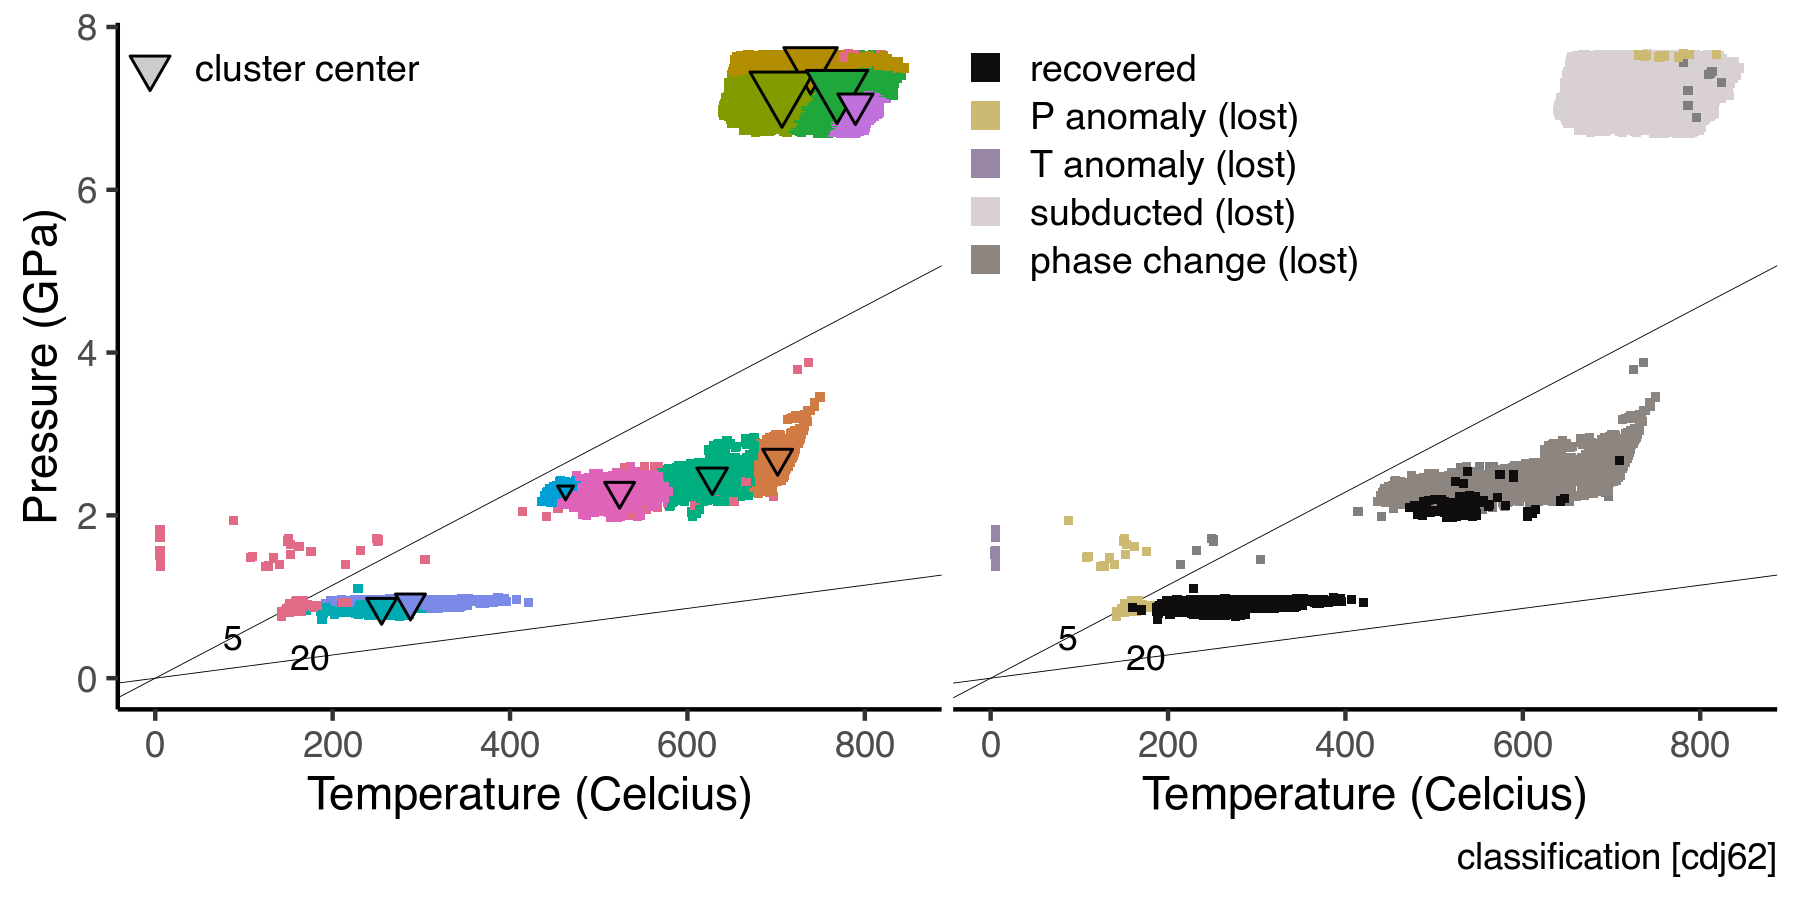 cluster center
recovered
P anomaly (lost)
T anomaly (lost)
subducted (lost)
phase change (lost)
Pressure (GPa)
8
6
4
2
0
5
20
5
20
0 200 400 600 800
0 200 400 600 800
Temperature (Celcius)
Temperature (Celcius)
classification [cdj62]